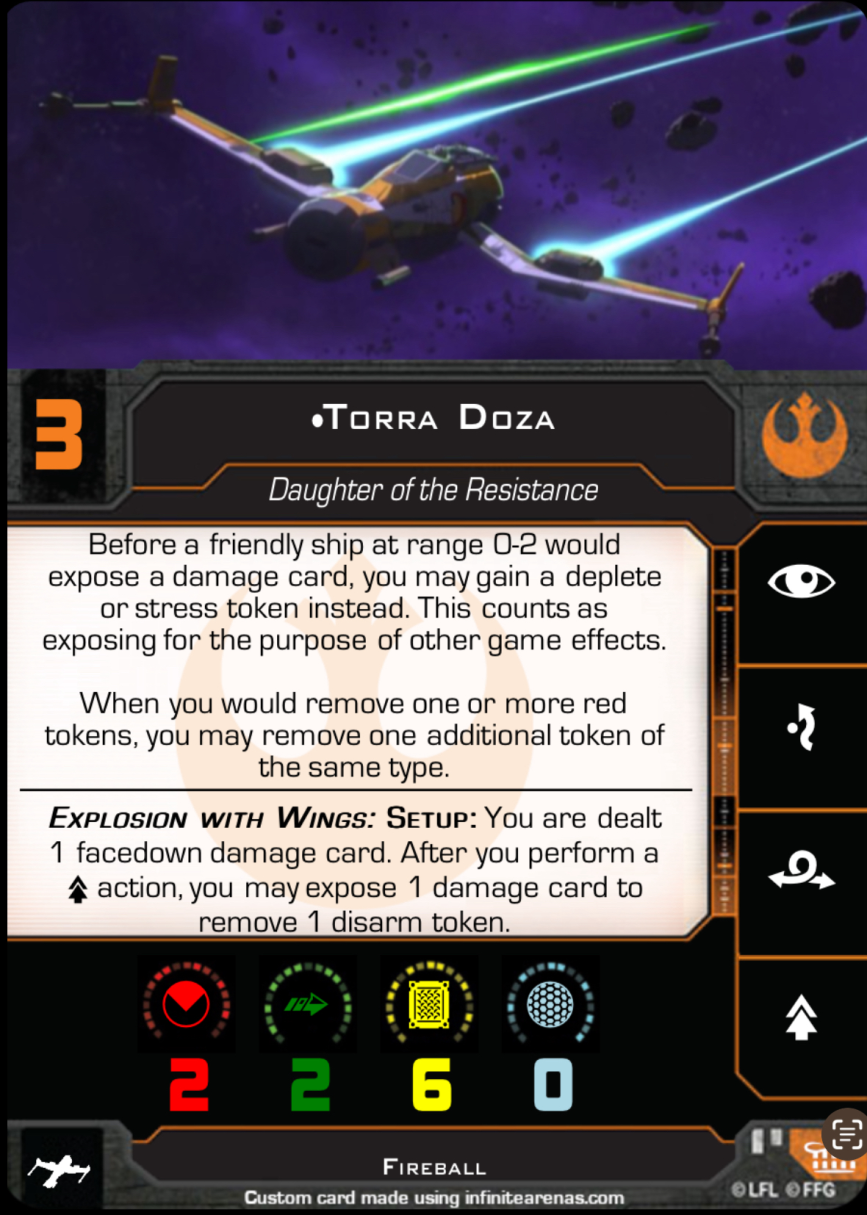 3
•Torra Doza
Daughter of the Resistance
Before a friendly ship at range 0-2 would
expose a damage card, you may gain a deplete
or stress token instead. This counts as
exposing for the purpose of other game effects.
When you would remove one or more red
tokens, you may remove one additional token of
the same type.
Explosion with Wings: Setup: You are dealt
1 facedown damage card. After you perform a
action, you may expose 1 damage card to
remove 1 disarm token.
2 2 6 0
Fireball
Custom card made using infinitearenas.com
©LFL ©FFG